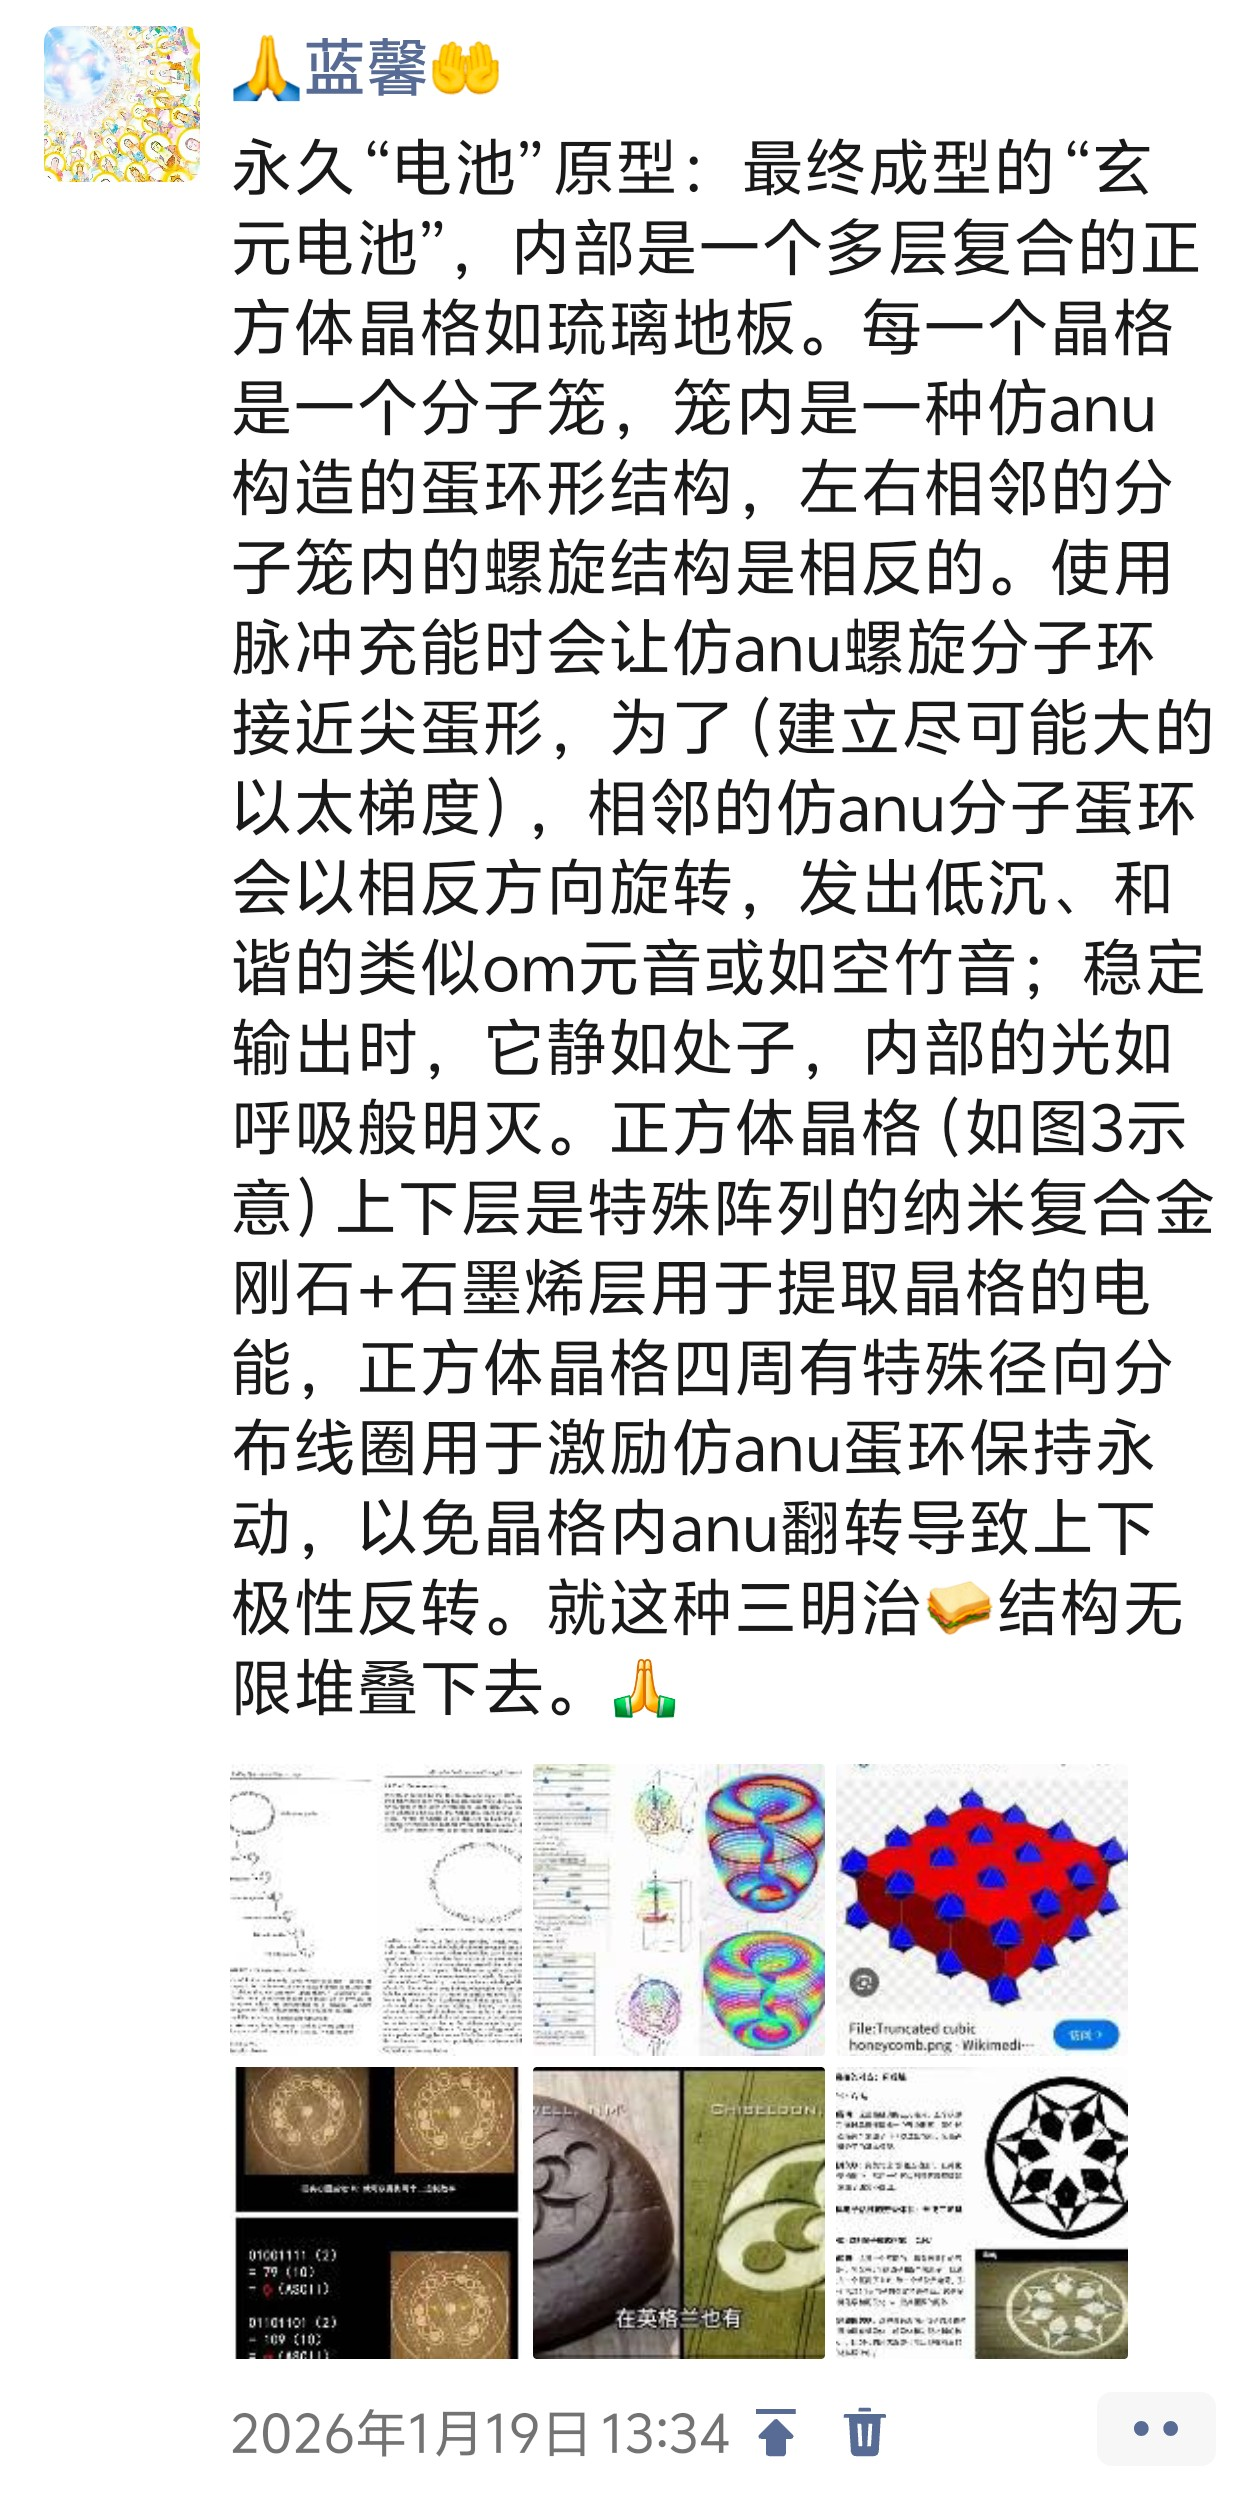 🙏蓝馨🤲
永久“电池”原型：最终成型的“玄
元电池”，内部是一个多层复合的正
方体晶格如琉璃地板。每一个晶格
是一个分子笼，笼内是一种仿anu
构造的蛋环形结构，左右相邻的分
子笼内的螺旋结构是相反的。使用
脉冲充能时会让仿anu螺旋分子环
接近尖蛋形，为了（建立尽可能大的
以太梯度），相邻的仿anu分子蛋环
会以相反方向旋转，发出低沉、和
谐的类似om元音或如空竹音；稳定
输出时，它静如处子，内部的光如
呼吸般明灭。正方体晶格（如图3示
意）上下层是特殊阵列的纳米复合金
刚石+石墨烯层用于提取晶格的电
能，正方体晶格四周有特殊径向分
布线圈用于激励仿anu蛋环保持永
动，以免晶格内anu翻转导致上下
极性反转。就这种三明治🥪结构无
限堆叠下去。🙏
File:Truncated cubic
honeycomb.png - Wikimedi...
访问 >
01001111 (2)
= 79 (10)
(ASCII)
01101101 (2)
= 109 (10)
(ASCII)
CHISELDON,
在英格兰也有
2026年1月19日 13:34